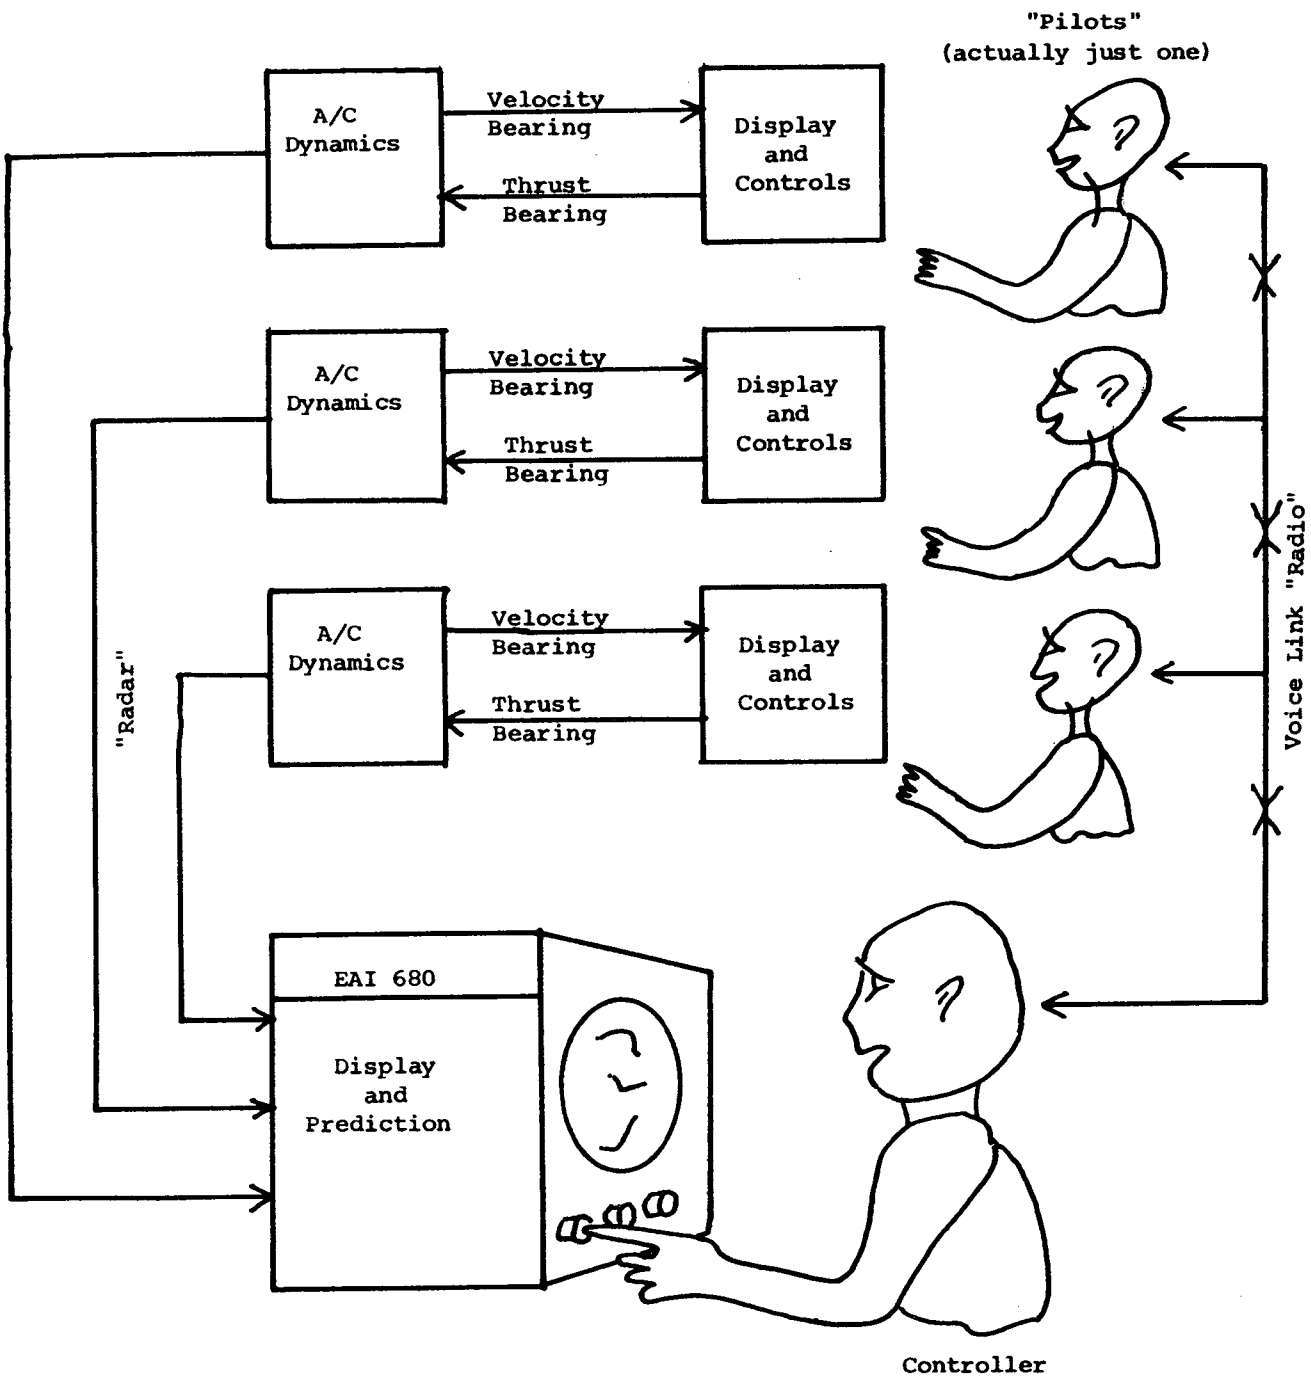 "Pilots"
(actually just one)
A/C
Dynamics
Velocity
Bearing
Thrust
Bearing
Display
and
Controls
A/C
Dynamics
Velocity
Bearing
Thrust
Bearing
Display
and
Controls
A/C
Dynamics
Velocity
Bearing
Thrust
Bearing
Display
and
Controls
"Radar"
Voice Link "Radio"
EAI 680
Display
and
Prediction
Controller